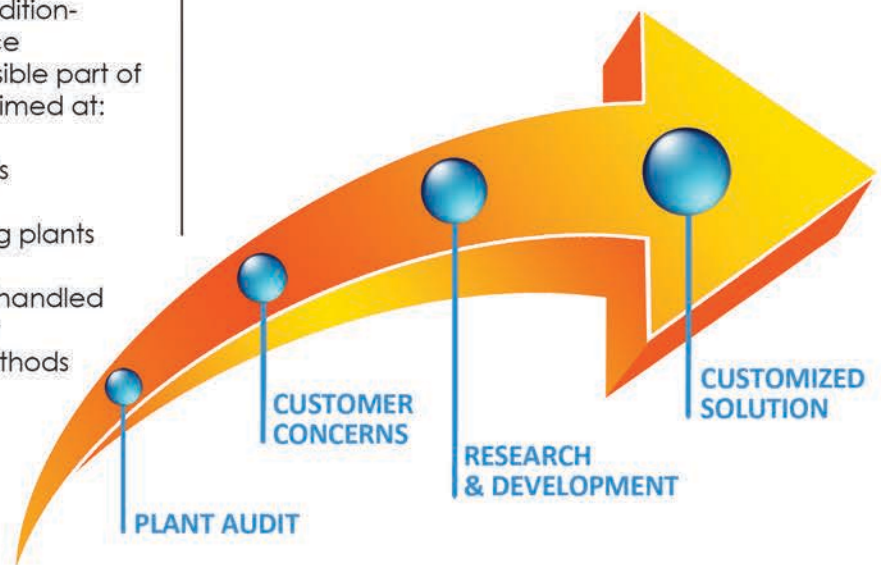 dition-
ce
sible part of
imed at:
s
g plants
handled
thods
PLANT AUDIT
CUSTOMER
CONCERNS
RESEARCH
& DEVELOPMENT
CUSTOMIZED
SOLUTION